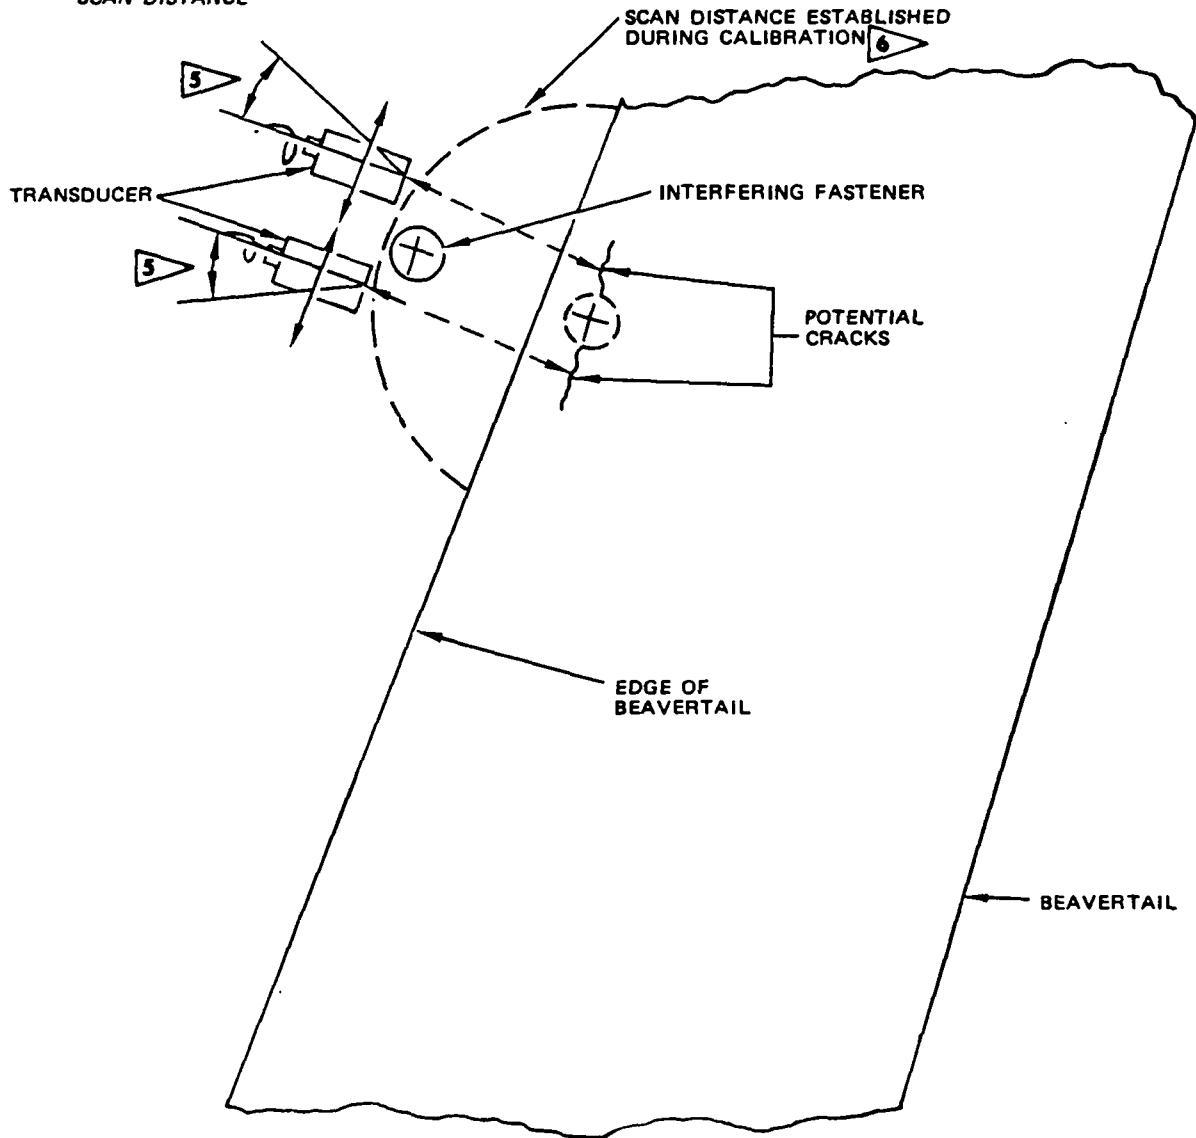 SCAN DISTANCE
SCAN DISTANCE ESTABLISHED
DURING CALIBRATION 6
5
TRANSDUCER
INTERFERING FASTENER
5
POTENTIAL
CRACKS
EDGE OF
BEAVERTAIL
BEAVERTAIL